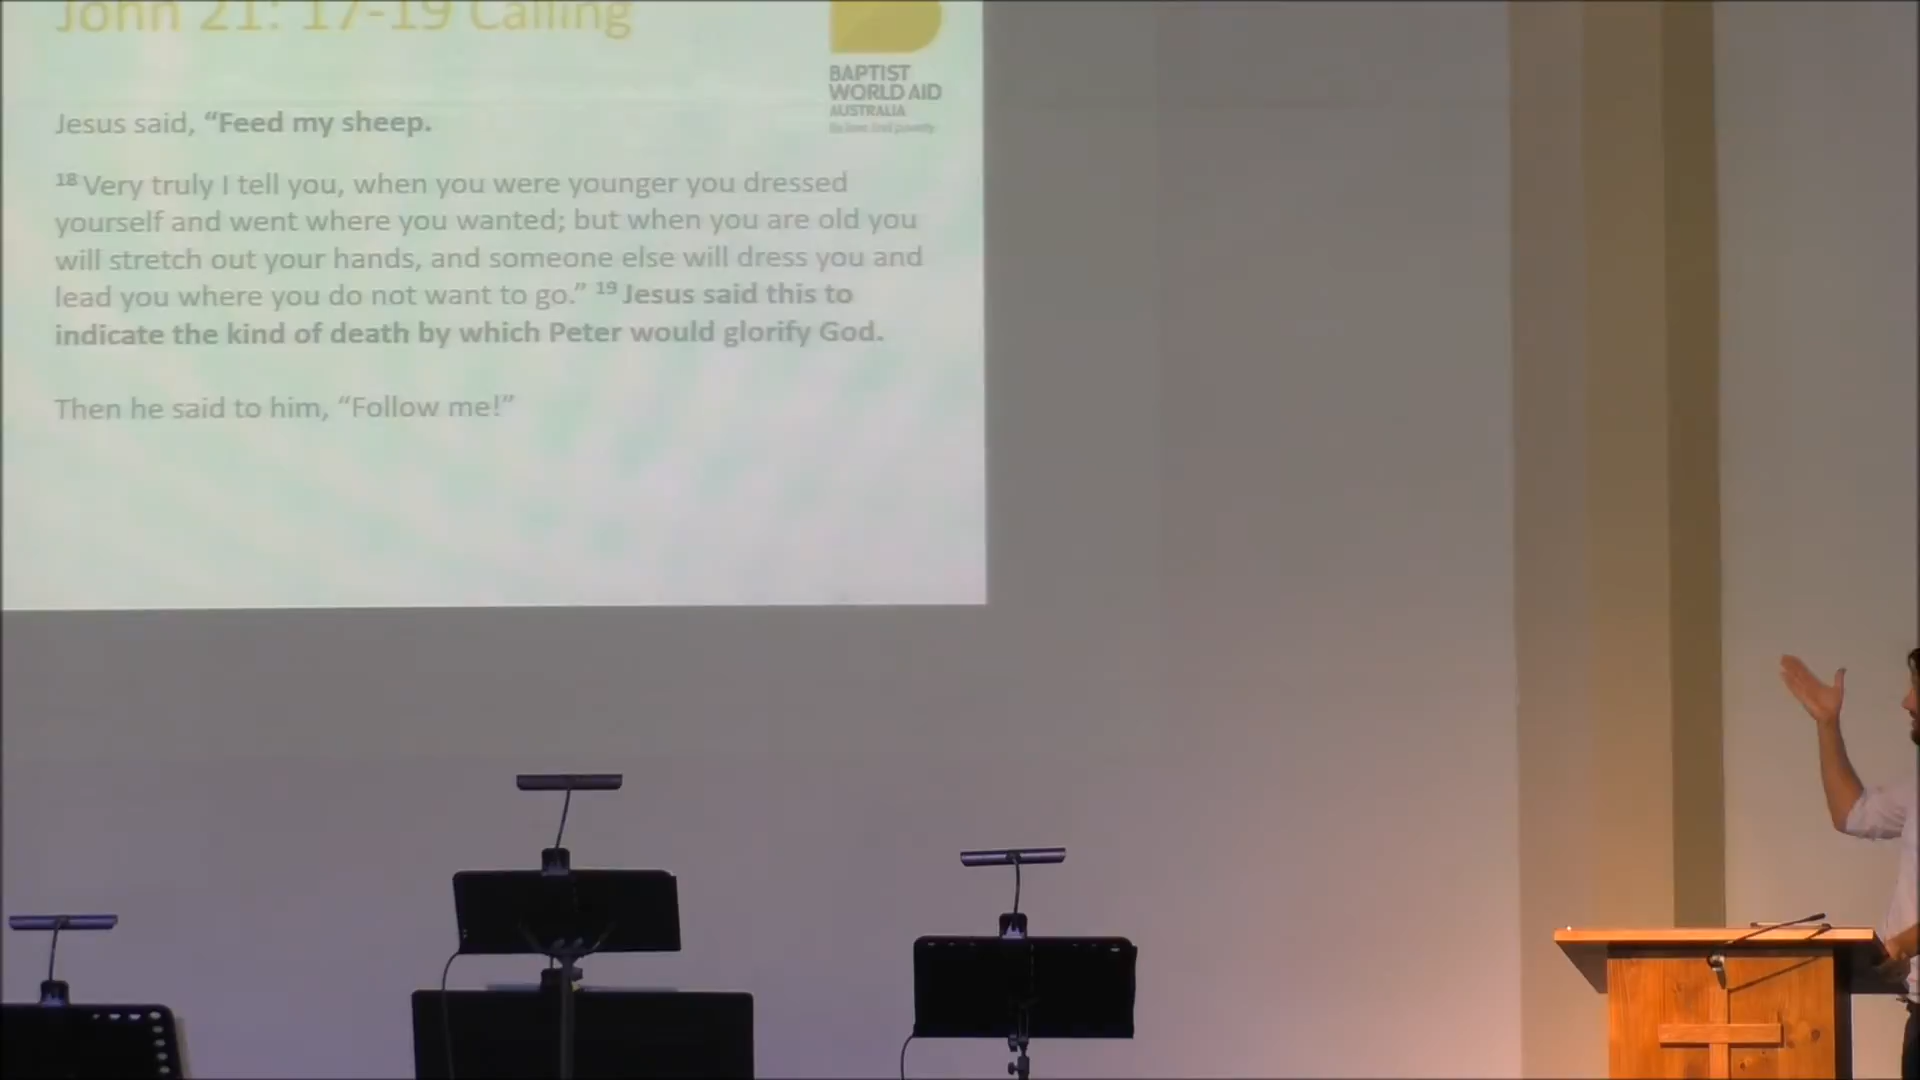 John 21: 17-19 Calling
BAPTIST
WORLD AID
AUSTRALIA
Jesus said, “Feed my sheep.
18 Very truly I tell you, when you were younger you dressed
yourself and went where you wanted; but when you are old you
will stretch out your hands, and someone else will dress you and
lead you where you do not want to go.” 19 Jesus said this to
indicate the kind of death by which Peter would glorify God.
Then he said to him, “Follow me!”